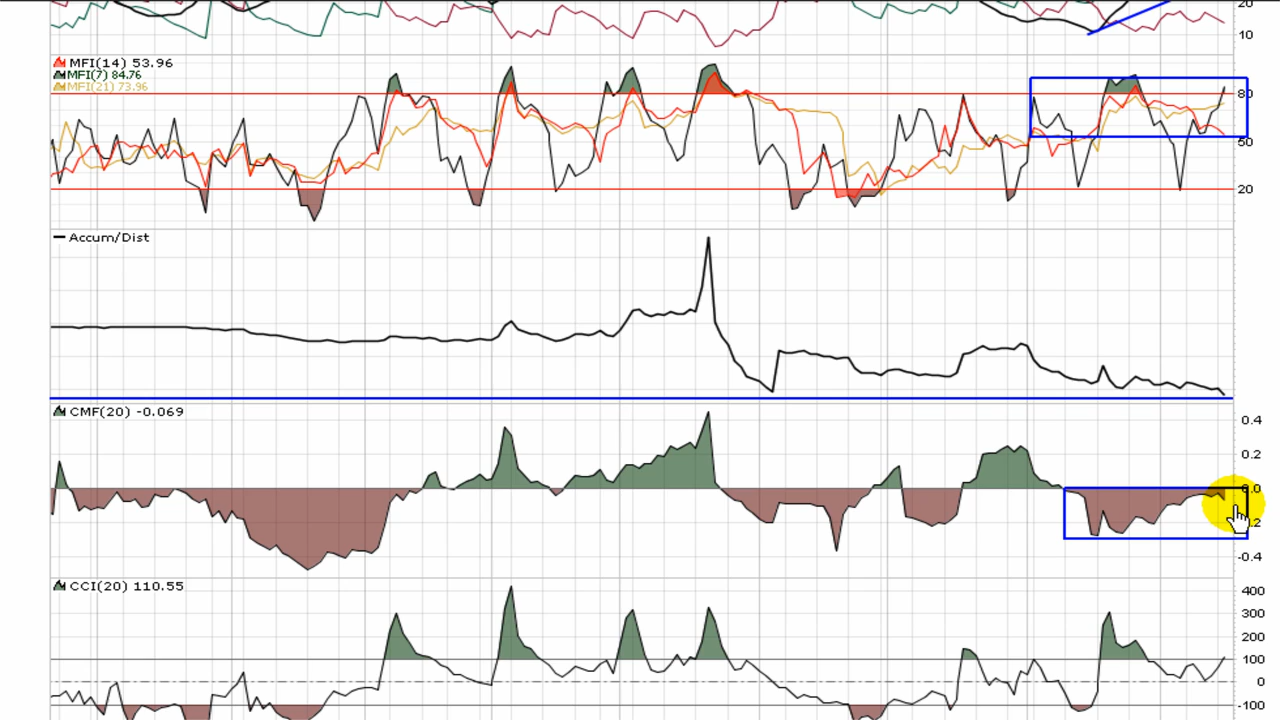 20
10
MFI(14) 53.96
MFI(7) 84.76
MFI(21) 73.96
80
50
20
Accum/Dist
CMF(20) -0.069
0.4
0.2
0.0
-0.4
CCI(20) 110.55
400
300
200
100
0
-100